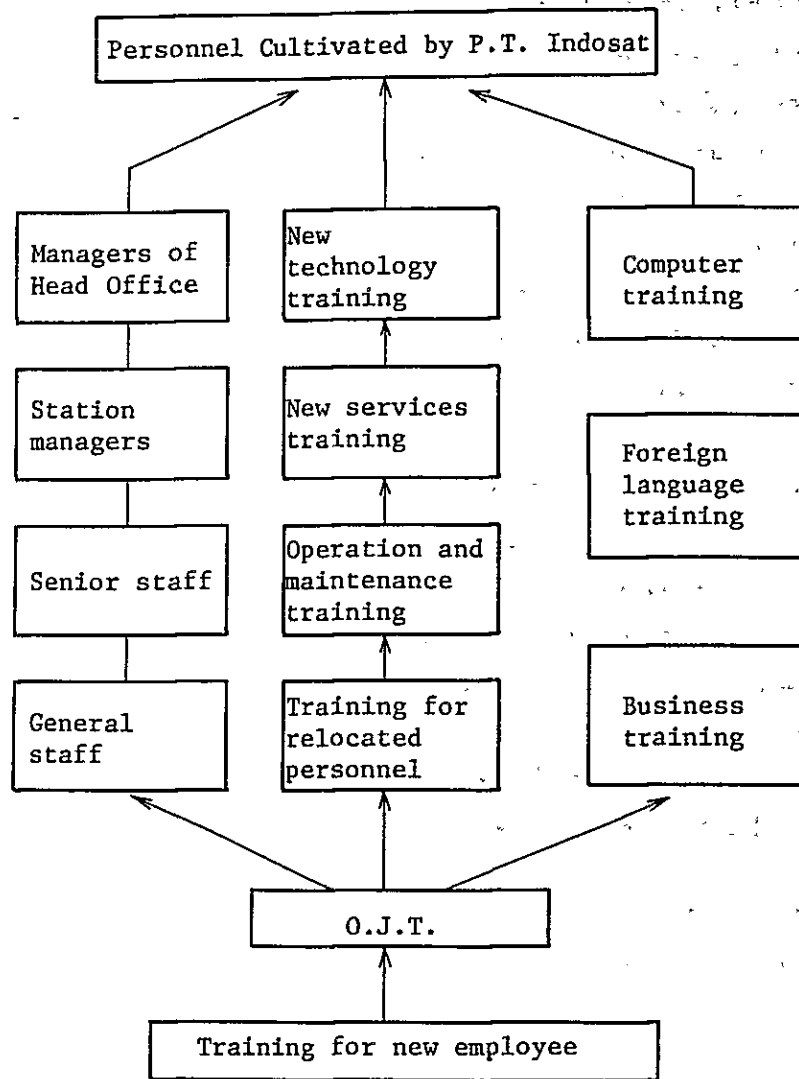 Personnel Cultivated by P.T. Indosat
Managers of
Head Office
New
technology
training
Computer
training
Station
managers
New services
training
Foreign
language
training
Senior staff
Operation and
maintenance
training
General
staff
Training for
relocated
personnel
Business
training
O.J.T.
Training for new employee